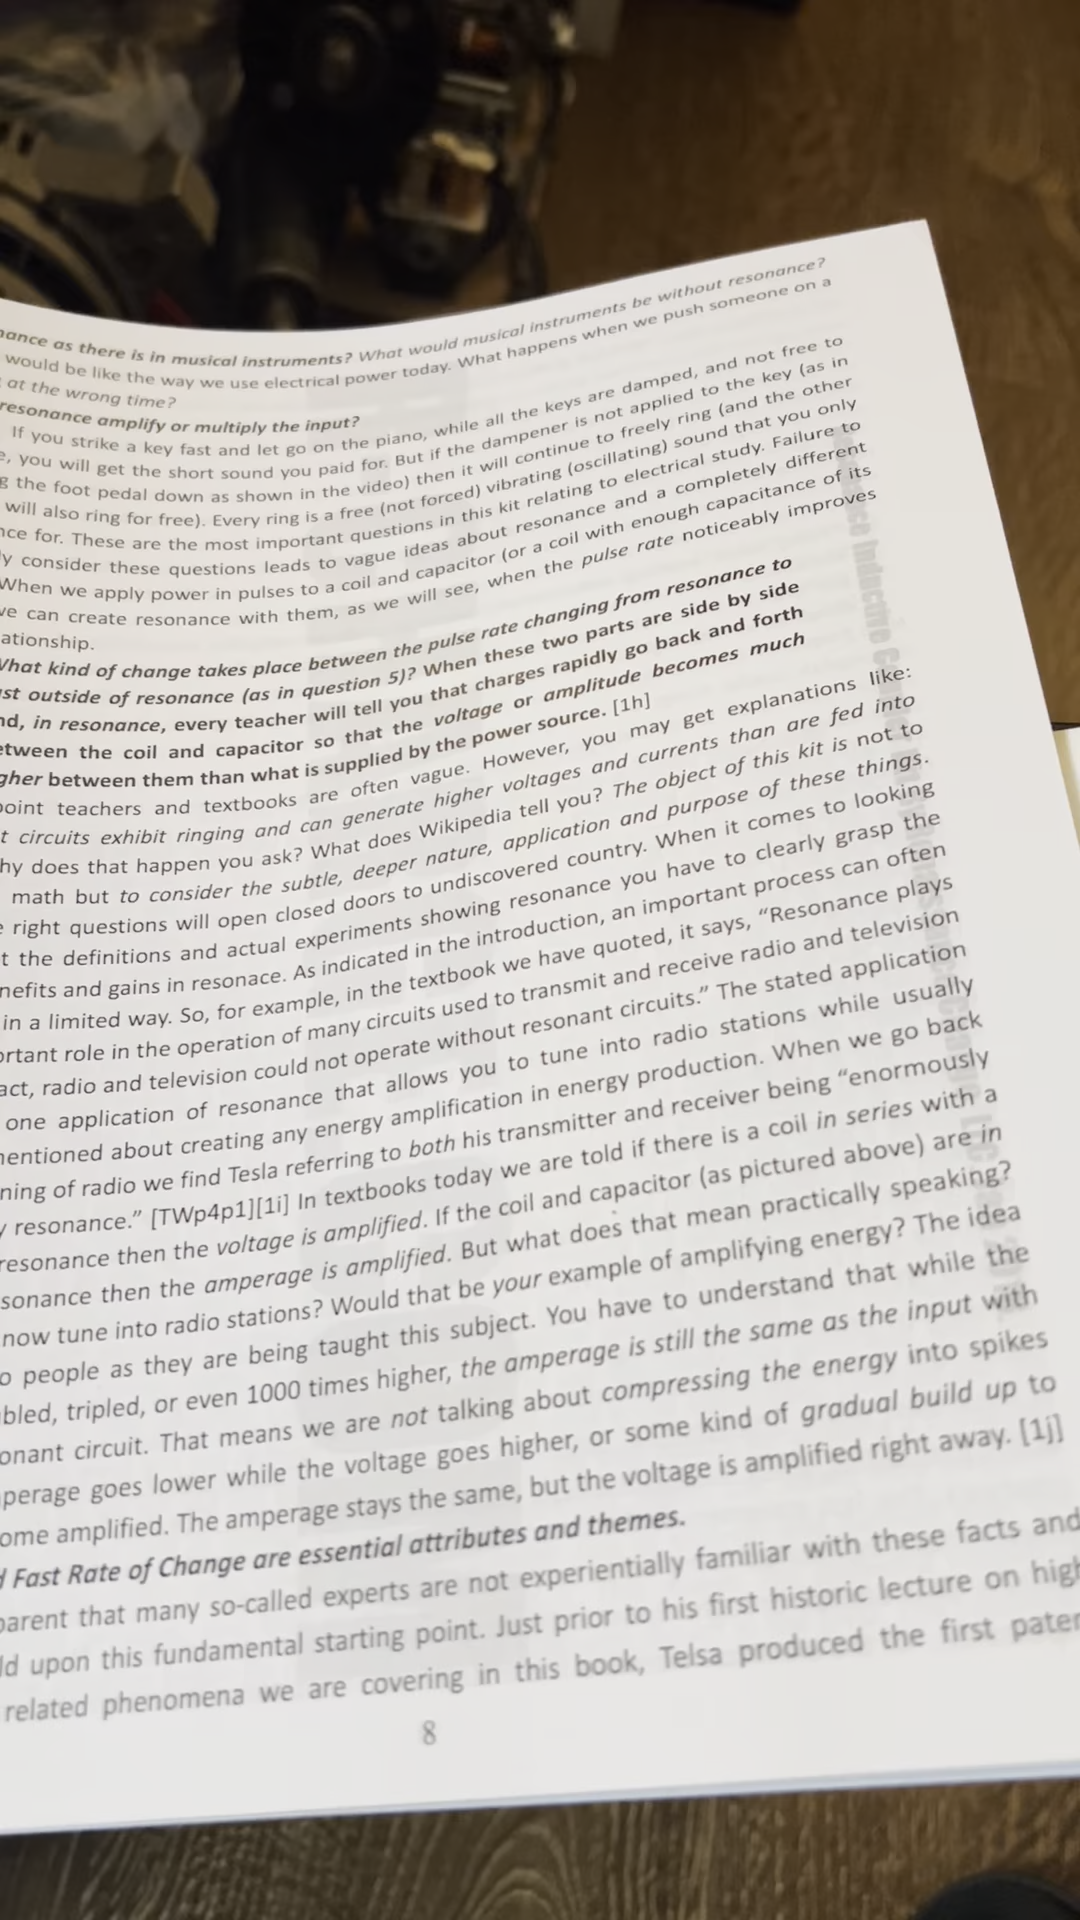 as there is in musical instruments? What would musical instruments be without resonance?
would be like the way we use electrical power today. What happens when we push someone on a
at the wrong time?
resonance amplify or multiply the input?
If you strike a key fast and let go on the piano, while all the keys are damped, and not free to
you will get the short sound you paid for. But if the dampener is not applied to the key (as in
the foot pedal down as shown in the video) then it will continue to freely ring (and the other
will also ring for free). Every ring is a free (not forced) vibrating (oscillating) sound that you only
for. These are the most important questions in this kit relating to electrical study. Failure to
consider these questions leads to vague ideas about resonance and a completely different
When we apply power in pulses to a coil and capacitor (or a coil with enough capacitance of its
we can create resonance with them, as we will see, when the pulse rate noticeably improves
ationship.
What kind of change takes place between the pulse rate changing from resonance to
st outside of resonance (as in question 5)? When these two parts are side by side
nd, in resonance, every teacher will tell you that charges rapidly go back and forth
etween the coil and capacitor so that the voltage or amplitude becomes much
gher between them than what is supplied by the power source. [1h]
point teachers and textbooks are often vague. However, you may get explanations like:
t circuits exhibit ringing and can generate higher voltages and currents than are fed into
hy does that happen you ask? What does Wikipedia tell you? The object of this kit is not to
math but to consider the subtle, deeper nature, application and purpose of these things.
right questions will open closed doors to undiscovered country. When it comes to looking
t the definitions and actual experiments showing resonance you have to clearly grasp the
nefits and gains in resonace. As indicated in the introduction, an important process can often
in a limited way. So, for example, in the textbook we have quoted, it says, “Resonance plays
ortant role in the operation of many circuits used to transmit and receive radio and television
act, radio and television could not operate without resonant circuits.” The stated application
one application of resonance that allows you to tune into radio stations while usually
mentioned about creating any energy amplification in energy production. When we go back
ning of radio we find Tesla referring to both his transmitter and receiver being “enormously
y resonance.” [TWp4p1][1i] In textbooks today we are told if there is a coil in series with a
resonance then the voltage is amplified. If the coil and capacitor (as pictured above) are in
sonance then the amperage is amplified. But what does that mean practically speaking?
now tune into radio stations? Would that be your example of amplifying energy? The idea
o people as they are being taught this subject. You have to understand that while the
bled, tripled, or even 1000 times higher, the amperage is still the same as the input with
onant circuit. That means we are not talking about compressing the energy into spikes
perage goes lower while the voltage goes higher, or some kind of gradual build up to
ome amplified. The amperage stays the same, but the voltage is amplified right away. [1j]
d Fast Rate of Change are essential attributes and themes.
parent that many so-called experts are not experientially familiar with these facts and
ld upon this fundamental starting point. Just prior to his first historic lecture on high
related phenomena we are covering in this book, Telsa produced the first paten
8